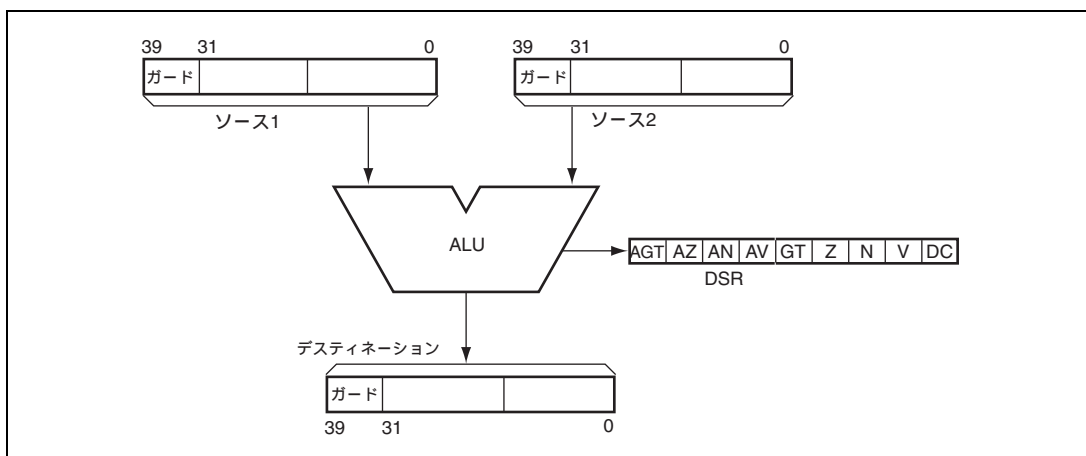 39 31 0
ガード
ソース1
39 31 0
ガード
ソース2
ALU
AGT AZ AN AV GT Z N V DC
DSR
デスティネーション
ガード
39 31 0